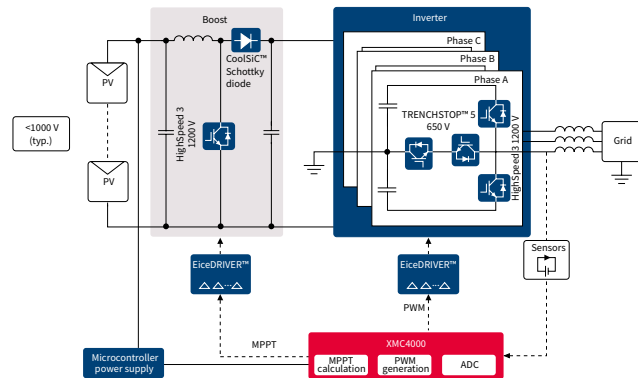 Boost
Inverter
Phase C
Phase B
Phase A
CoolSiC™
Schottky
diode
PV
<1000 V
(typ.)
PV
HighSpeed 3
1200 V
TRENCHSTOP™ 5
650 V
HighSpeed 3 1200 V
Grid
Sensors
EiceDRIVER™
EiceDRIVER™
PWM
MPPT
XMC4000
Microcontroller
power supply
MPPT
calculation
PWM
generation
ADC